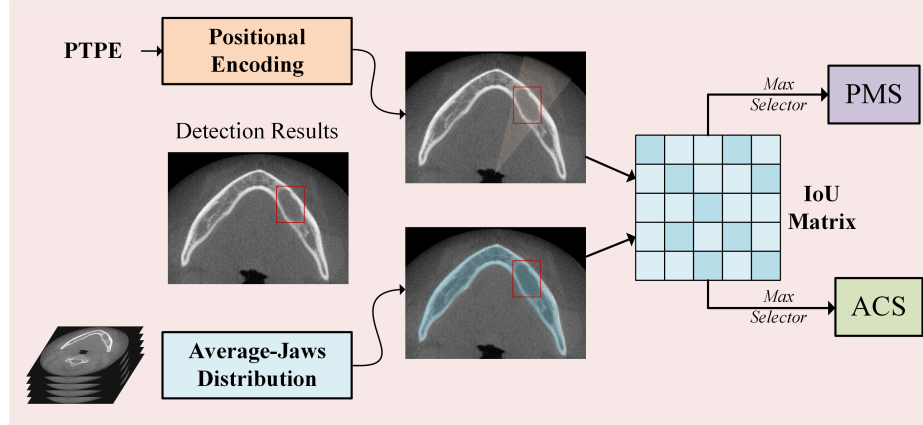 PTPE
Positional
Encoding
Detection Results
Average-Jaws
Distribution
Max
Selector
PMS
IoU
Matrix
Max
Selector
ACS